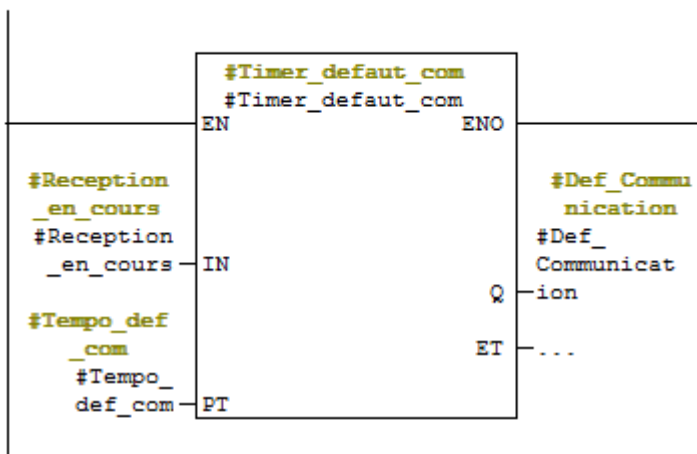 #Timer_defaut_com
#Timer_defaut_com
EN
ENO
#Reception
_en_cours
#Reception
_en_cours
IN
#Def_Commu
nication
#Def_
Communicat
ion
Q
#Tempo_def
_com
#Tempo_
def_com
PT
ET
...